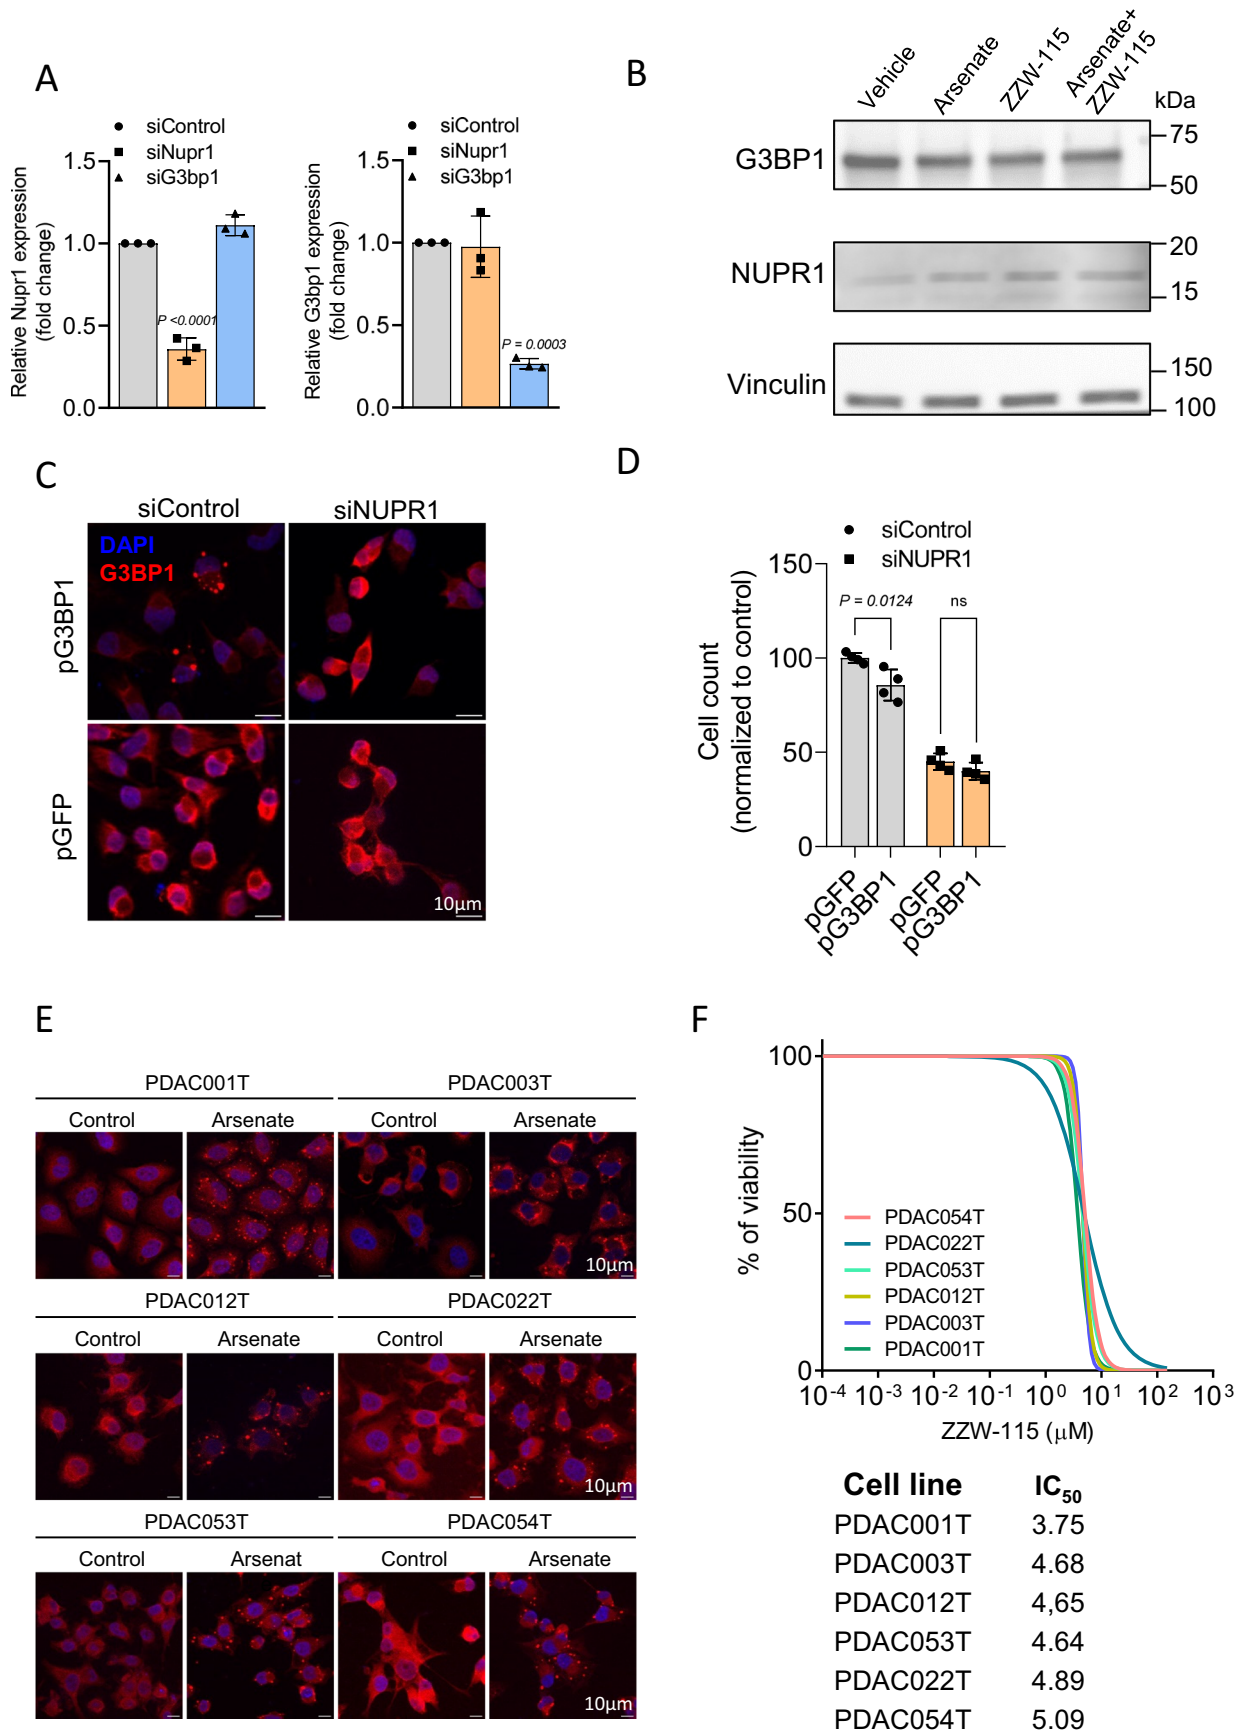 A
siControl
siNupr1
siG3bp1
Relative Nupr1 expression
(fold change)
1.5
1.0
0.5
0.0
P <0.0001
siControl
siNupr1
siG3bp1
Relative G3bp1 expression
(fold change)
1.5
1.0
0.5
0.0
P = 0.0003
B
Vehicle
Arsenate
ZZW-115
Arsenate+
ZZW-115
kDa
G3BP1
75
50
NUPR1
20
15
Vinculin
150
100
C
siControl
siNUPR1
DAPI
G3BP1
pG3BP1
pGFP
10µm
D
siControl
siNUPR1
Cell count
(normalized to control)
150
100
50
0
P = 0.0124
ns
pGFP
pG3BP1
pGFP
pG3BP1
E
PDAC001T
PDAC003T
Control
Arsenate
Control
Arsenate
10µm
PDAC012T
PDAC022T
Control
Arsenate
Control
Arsenate
10µm
PDAC053T
PDAC054T
Control
Arsenat
Control
Arsenate
10µm
F
% of viability
100
50
0
PDAC054T
PDAC022T
PDAC053T
PDAC012T
PDAC003T
PDAC001T
10⁻⁴ 10⁻³ 10⁻² 10⁻¹ 10⁰ 10¹ 10² 10³
ZZW-115 (µM)
Cell line IC₅₀
PDAC001T 3.75
PDAC003T 4.68
PDAC012T 4,65
PDAC053T 4.64
PDAC022T 4.89
PDAC054T 5.09